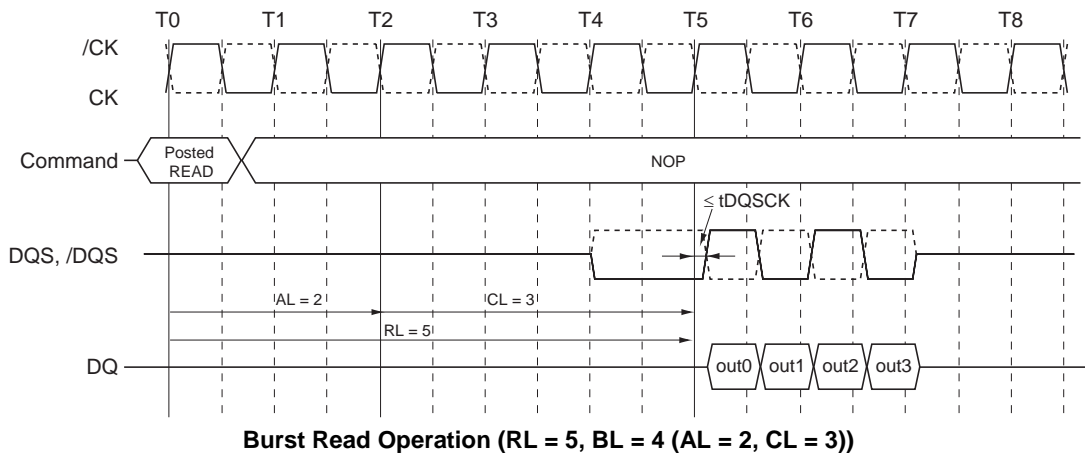 T0 T1 T2 T3 T4 T5 T6 T7 T8
/CK
CK
Command
Posted
READ
NOP
≤ tDQSCK
DQS, /DQS
AL = 2 CL = 3
RL = 5
DQ
out0 out1 out2 out3
Burst Read Operation (RL = 5, BL = 4 (AL = 2, CL = 3))